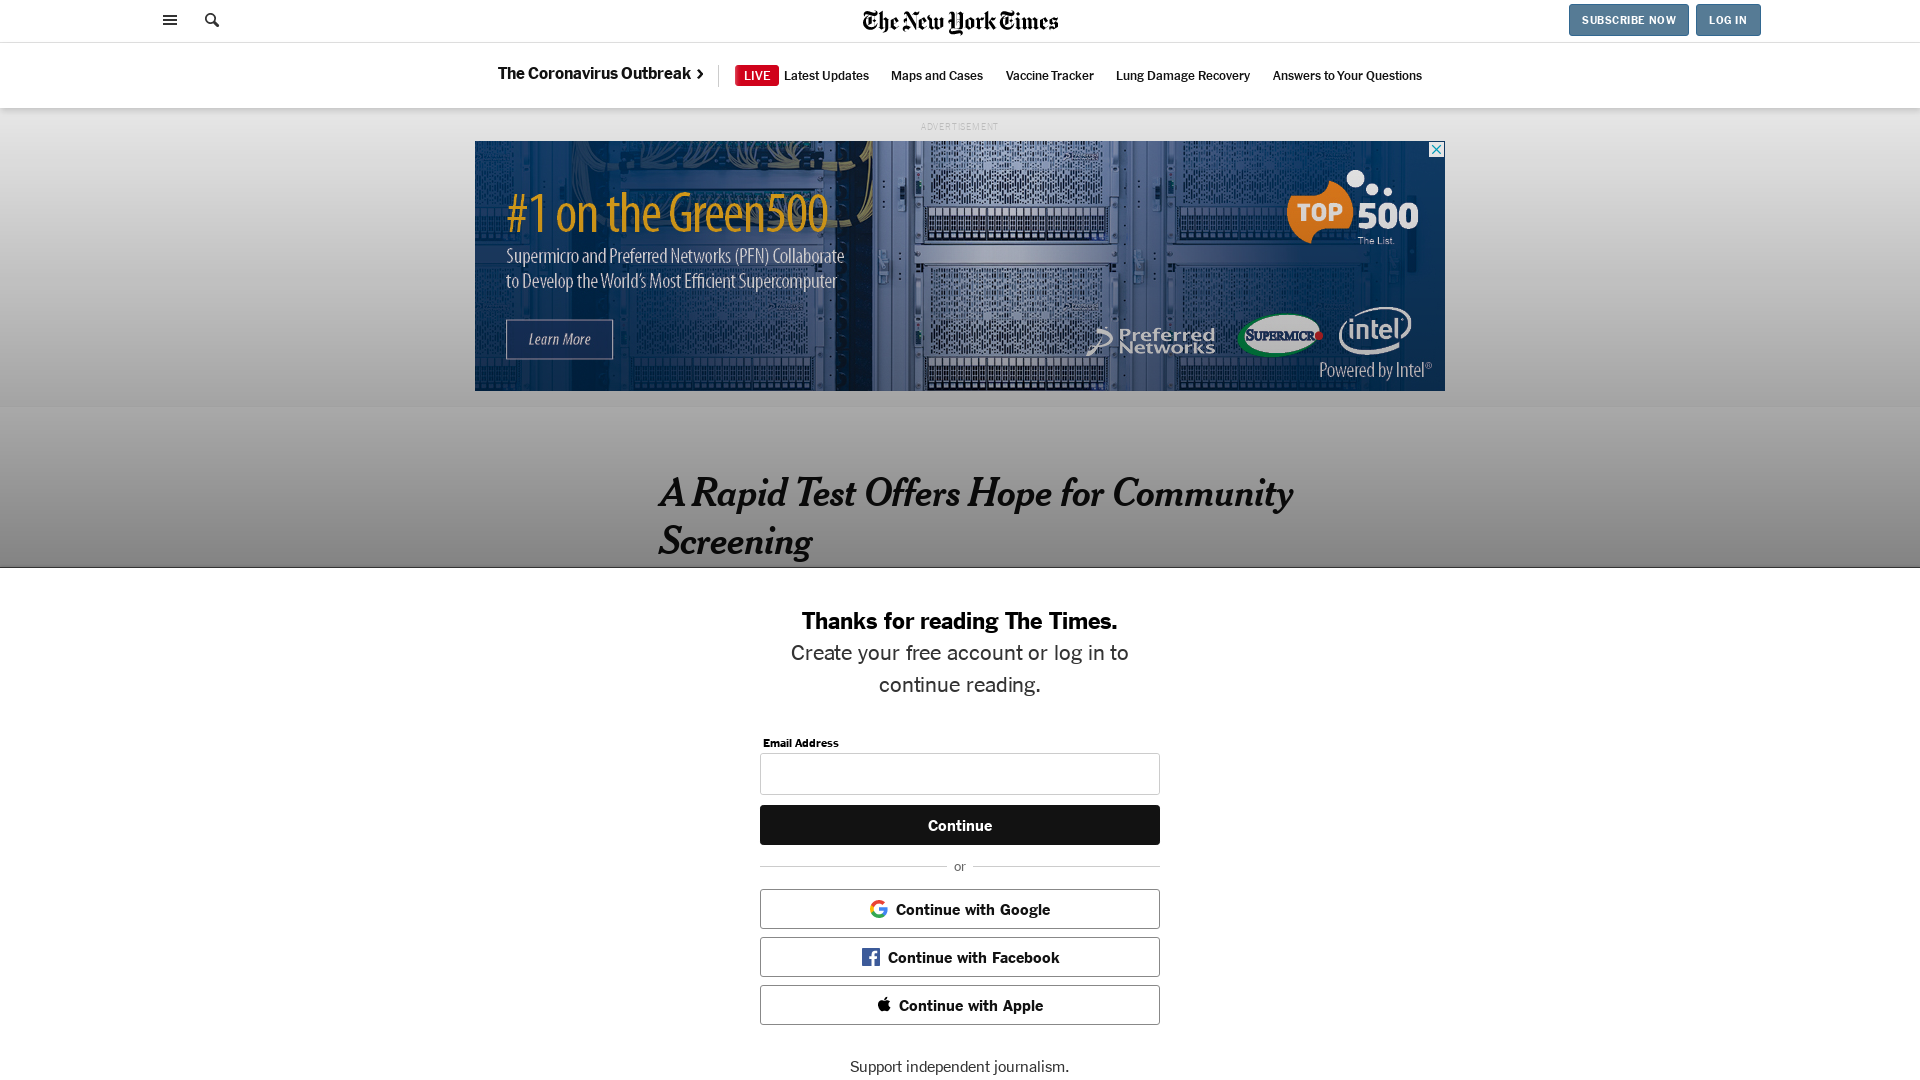 The New York Times
SUBSCRIBE NOW
LOG IN
The Coronavirus Outbreak
LIVE Latest Updates
Maps and Cases
Vaccine Tracker
Lung Damage Recovery
Answers to Your Questions
ADVERTISEMENT
#1 on the Green500
Supermicro and Preferred Networks (PFN) Collaborate
to Develop the World's Most Efficient Supercomputer
Learn More
TOP 500
The List.
Preferred
Networks
SUPERMICR
intel
Powered by Intel®
A Rapid Test Offers Hope for Community
Screening
Thanks for reading The Times.
Create your free account or log in to
continue reading.
Email Address
Continue
or
Continue with Google
Continue with Facebook
Continue with Apple
Support independent journalism.